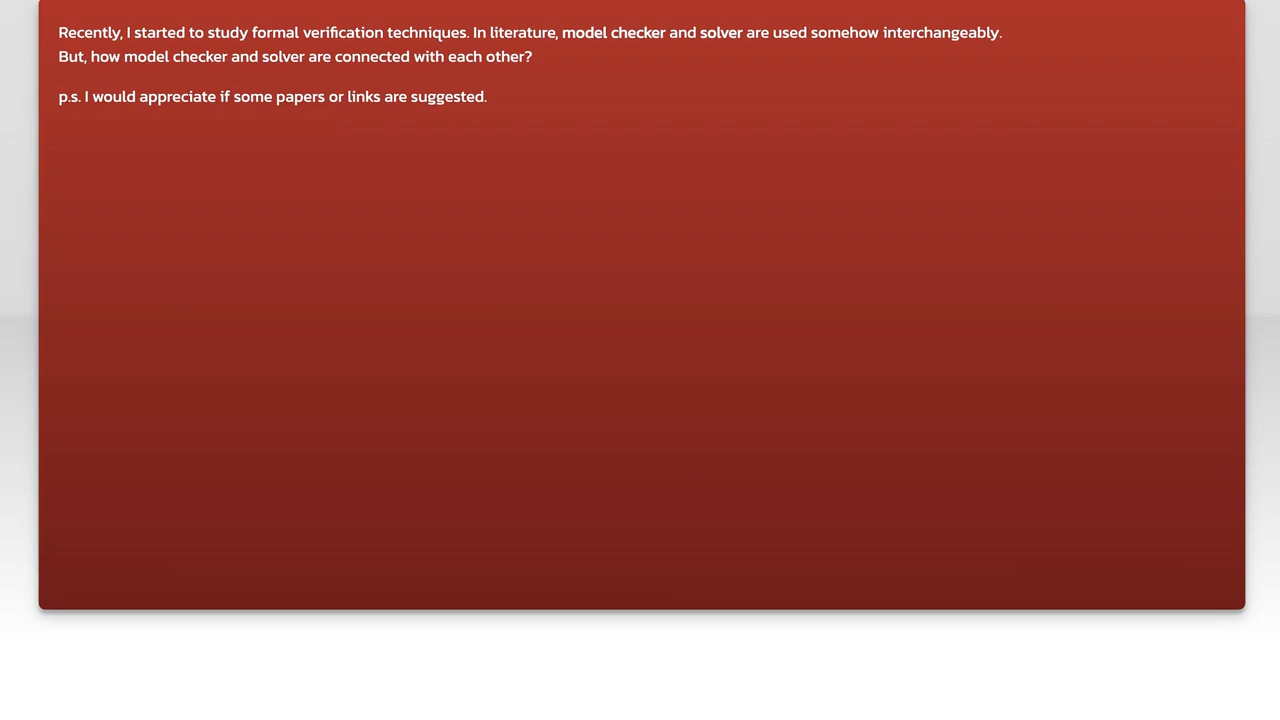 Recently, I started to study formal verification techniques. In literature, model checker and solver are used somehow interchangeably.
But, how model checker and solver are connected with each other?
p.s. I would appreciate if some papers or links are suggested.